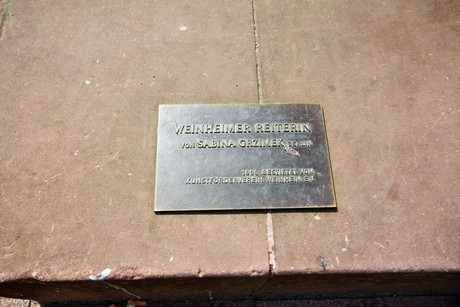 WEINHEIMER REITERIN
VON SABINA GRZIMEK BERLIN
GESTIFTET VOM
KUNSTFÖRDERVEREIN WEINHEIM E.V.